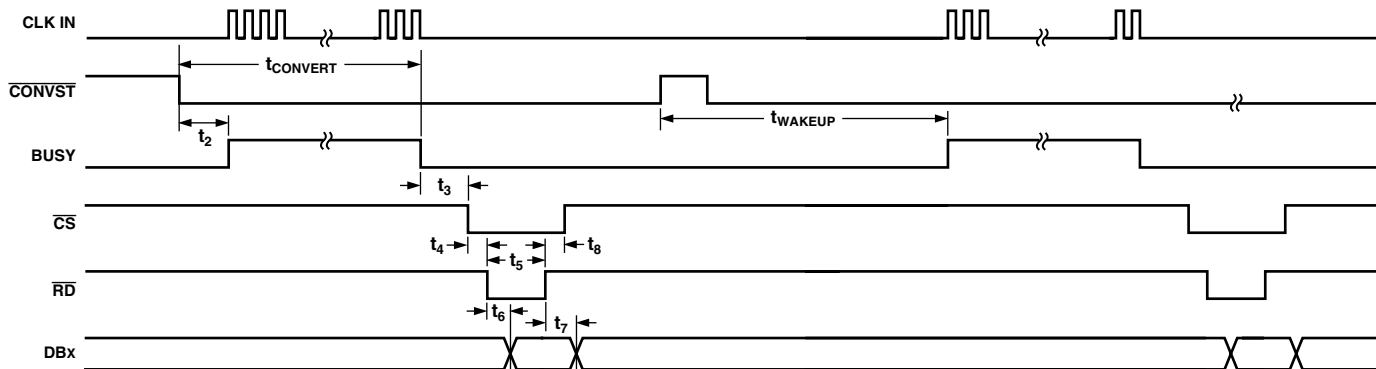 CLK IN
tCONVERT
CONVST
t2
tWAKEUP
BUSY
t3
CS
t4
t5
t8
RD
t6
t7
DBx